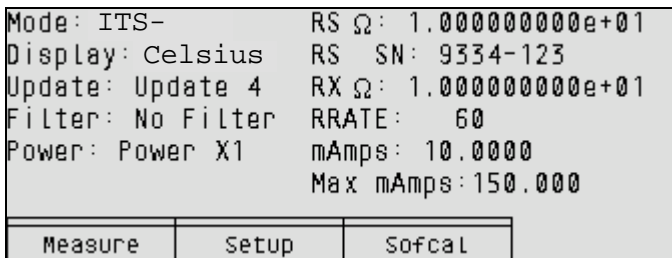 Mode: ITS- RS Ω: 1.000000000e+01
Display: Celsius RS SN: 9334-123
Update: Update 4 RX Ω: 1.000000000e+01
Filter: No Filter RRATE: 60
Power: Power X1 mAmps: 10.0000
Max mAmps:150.000
Measure Setup Sofcal